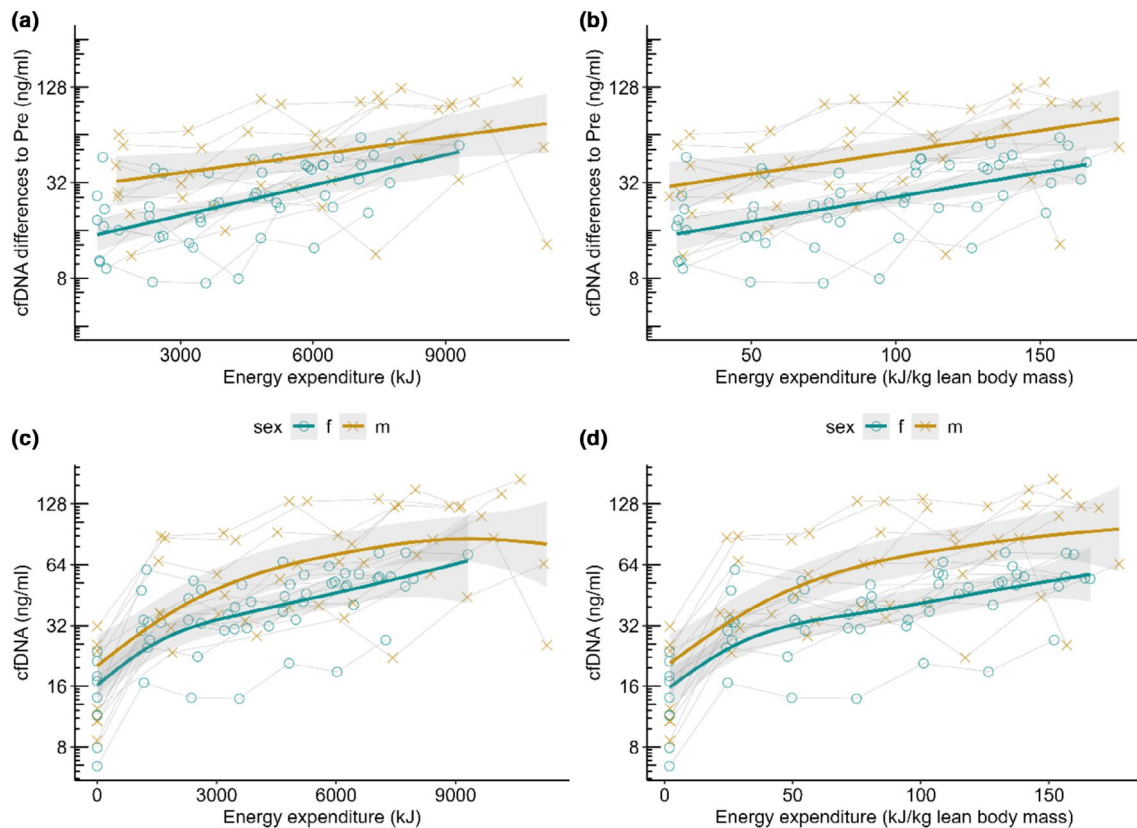 (a)
cfDNA differences to Pre (ng/ml)
128
32
8
3000 6000 9000
Energy expenditure (kJ)
(b)
cfDNA differences to Pre (ng/ml)
128
32
8
50 100 150
Energy expenditure (kJ/kg lean body mass)
sex f m
sex f m
(c)
cfDNA (ng/ml)
128
64
32
16
8
0 3000 6000 9000
Energy expenditure (kJ)
(d)
cfDNA (ng/ml)
128
64
32
16
8
0 50 100 150
Energy expenditure (kJ/kg lean body mass)